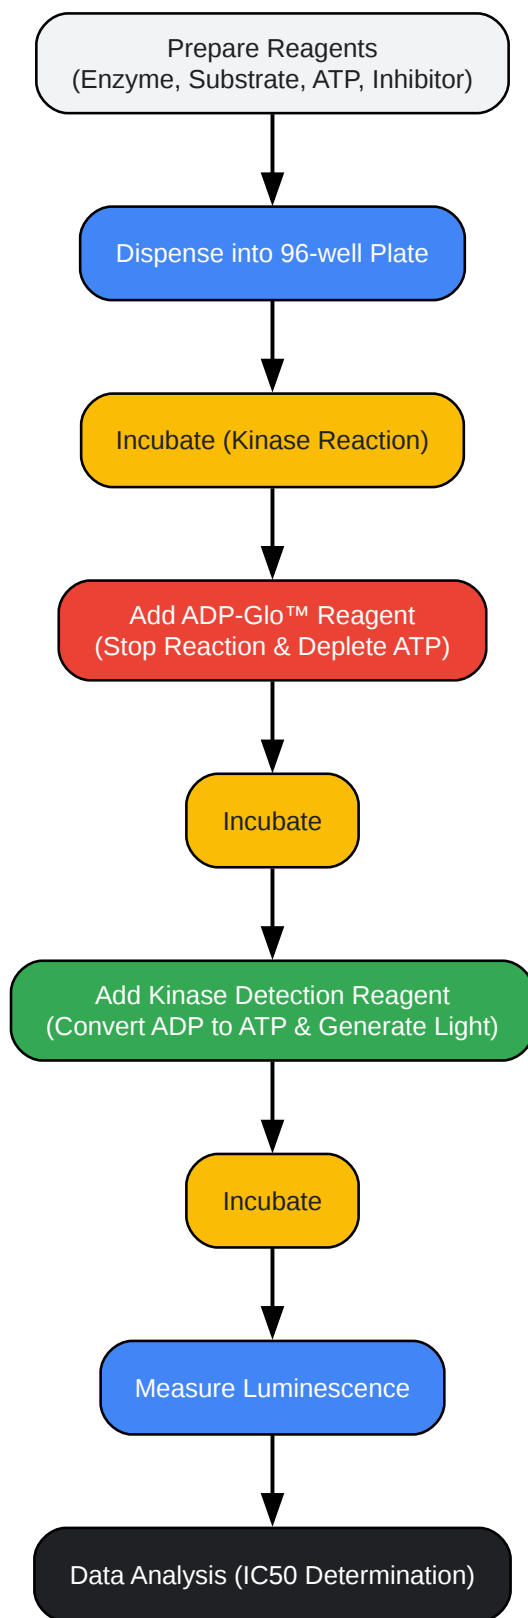 Prepare Reagents
(Enzyme, Substrate, ATP, Inhibitor)
Dispense into 96-well Plate
Incubate (Kinase Reaction)
Add ADP-Glo™ Reagent
(Stop Reaction & Deplete ATP)
Incubate
Add Kinase Detection Reagent
(Convert ADP to ATP & Generate Light)
Incubate
Measure Luminescence
Data Analysis (IC50 Determination)